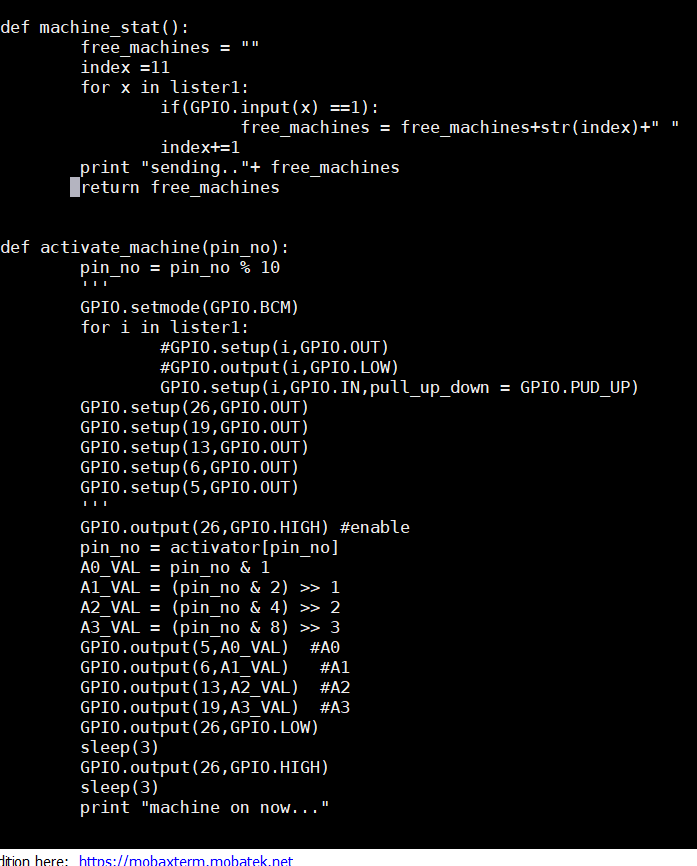 def machine_stat():
        free_machines = ""
        index =11
        for x in lister1:
                if(GPIO.input(x) ==1):
                        free_machines = free_machines+str(index)+" "
                index+=1
        print "sending.."+ free_machines
        return free_machines
def activate_machine(pin_no):
        pin_no = pin_no % 10
        '''
        GPIO.setmode(GPIO.BCM)
        for i in lister1:
                #GPIO.setup(i,GPIO.OUT)
                #GPIO.output(i,GPIO.LOW)
                GPIO.setup(i,GPIO.IN,pull_up_down = GPIO.PUD_UP)
        GPIO.setup(26,GPIO.OUT)
        GPIO.setup(19,GPIO.OUT)
        GPIO.setup(13,GPIO.OUT)
        GPIO.setup(6,GPIO.OUT)
        GPIO.setup(5,GPIO.OUT)
        '''
        GPIO.output(26,GPIO.HIGH) #enable
        pin_no = activator[pin_no]
        A0_VAL = pin_no & 1
        A1_VAL = (pin_no & 2) >> 1
        A2_VAL = (pin_no & 4) >> 2
        A3_VAL = (pin_no & 8) >> 3
        GPIO.output(5,A0_VAL)  #A0
        GPIO.output(6,A1_VAL)   #A1
        GPIO.output(13,A2_VAL)  #A2
        GPIO.output(19,A3_VAL)  #A3
        GPIO.output(26,GPIO.LOW)
        sleep(3)
        GPIO.output(26,GPIO.HIGH)
        sleep(3)
        print "machine on now..."
dition here: https://mobaxterm.mobatek.net